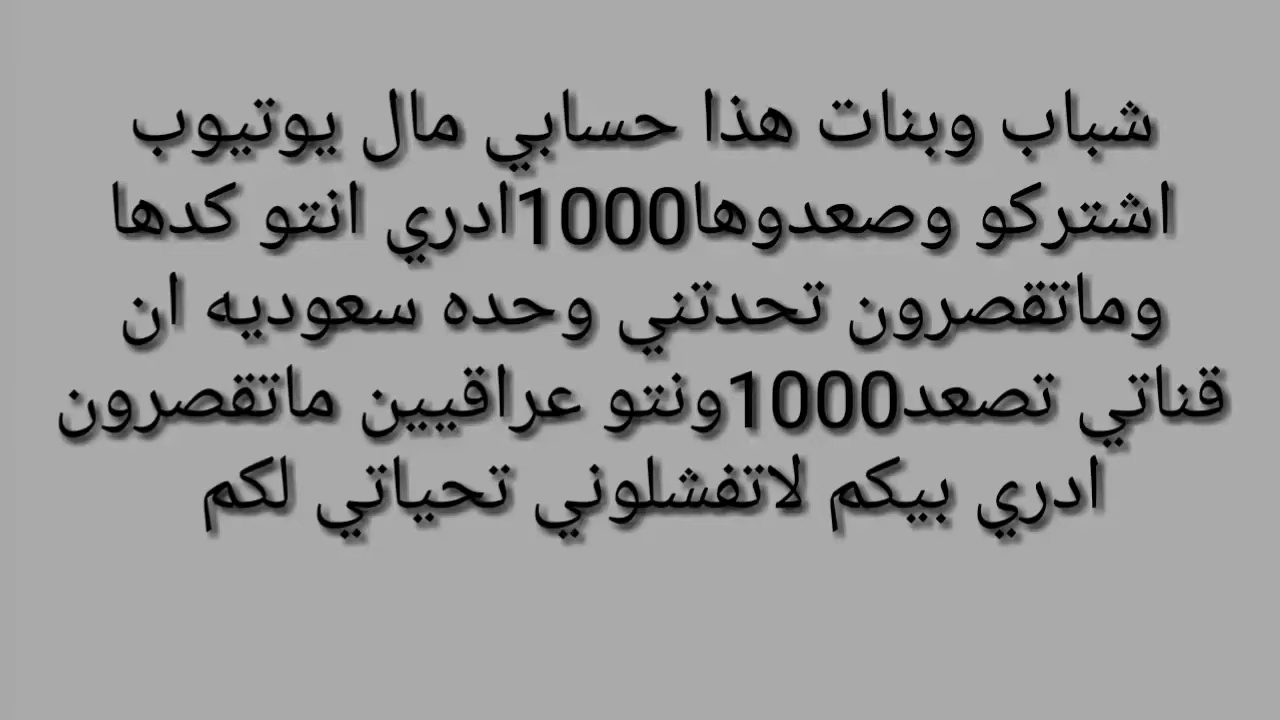 شباب وبنات هذا حسابي مال يوتيوب
اشتركو وصعدوها1000ادري انتو كدها
وماتقصرون تحدتني وحده سعوديه ان
قناتي تصعد1000ونتو عراقيين ماتقصرون
ادري بيكم لاتفشلوني تحياتي لكم